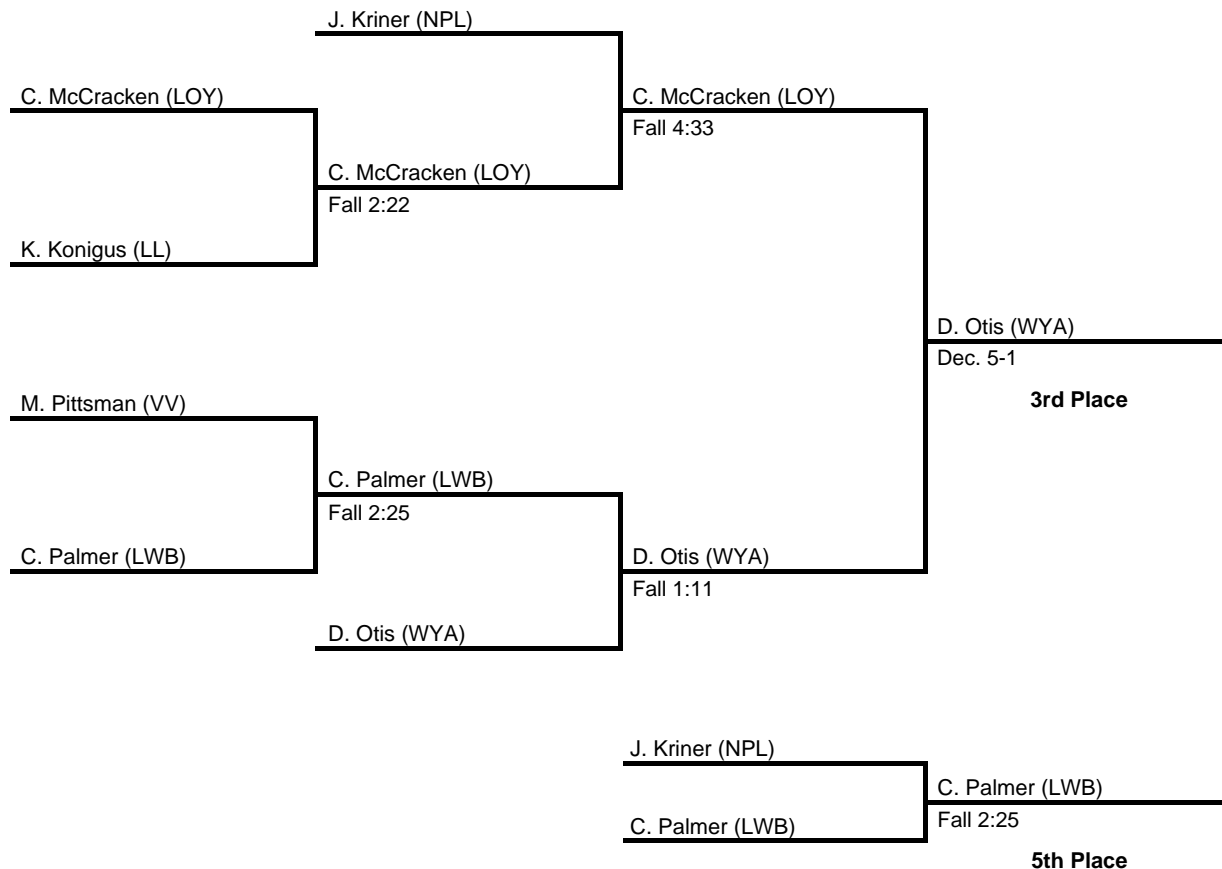 J. Kriner (NPL)
C. McCracken (LOY)
C. McCracken (LOY)
Fall 4:33
C. McCracken (LOY)
Fall 2:22
K. Konigus (LL)
D. Otis (WYA)
Dec. 5-1
3rd Place
M. Pittsman (VV)
C. Palmer (LWB)
Fall 2:25
C. Palmer (LWB)
D. Otis (WYA)
Fall 1:11
D. Otis (WYA)
J. Kriner (NPL)
C. Palmer (LWB)
Fall 2:25
C. Palmer (LWB)
5th Place